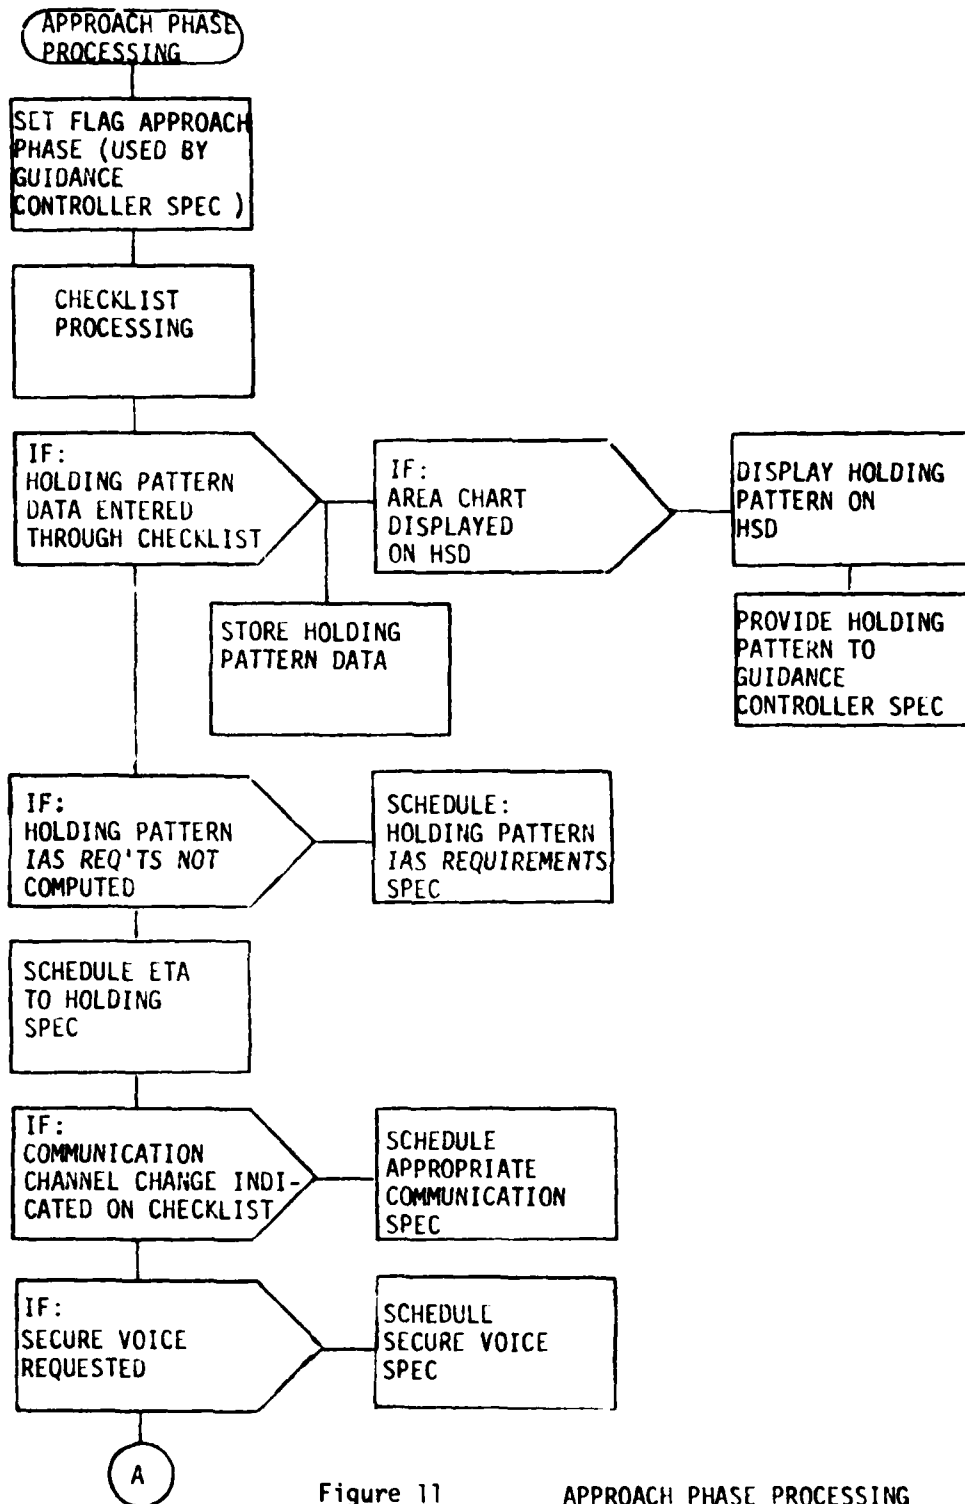 APPROACH PHASE
PROCESSING
SET FLAG APPROACH
PHASE (USED BY
GUIDANCE
CONTROLLER SPEC )
CHECKLIST
PROCESSING
IF:
HOLDING PATTERN
DATA ENTERED
THROUGH CHECKLIST
IF:
AREA CHART
DISPLAYED
ON HSD
DISPLAY HOLDING
PATTERN ON
HSD
STORE HOLDING
PATTERN DATA
PROVIDE HOLDING
PATTERN TO
GUIDANCE
CONTROLLER SPEC
IF:
HOLDING PATTERN
IAS REQ'TS NOT
COMPUTED
SCHEDULE:
HOLDING PATTERN
IAS REQUIREMENTS
SPEC
SCHEDULE ETA
TO HOLDING
SPEC
IF:
COMMUNICATION
CHANNEL CHANGE INDI-
CATED ON CHECKLIST
SCHEDULE
APPROPRIATE
COMMUNICATION
SPEC
IF:
SECURE VOICE
REQUESTED
SCHEDULE
SECURE VOICE
SPEC
A
Figure 11 APPROACH PHASE PROCESSING